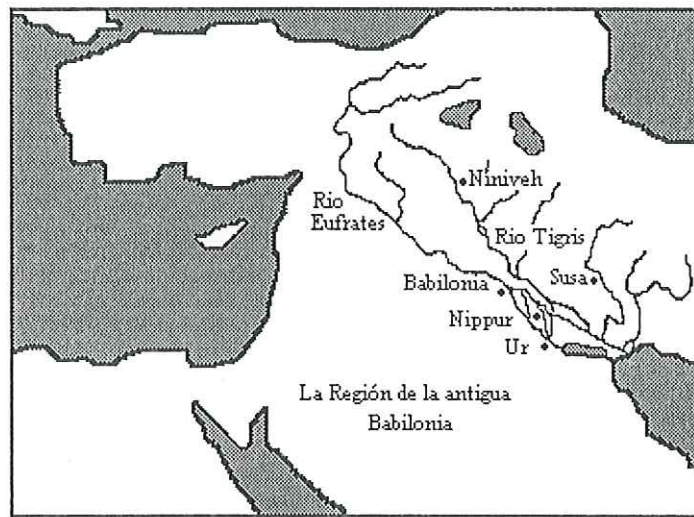 Niniveh
Rio
Eufrates
Rio Tigris
Babilonia
Susa
Nippur
Ur
La Región de la antigua
Babilonia